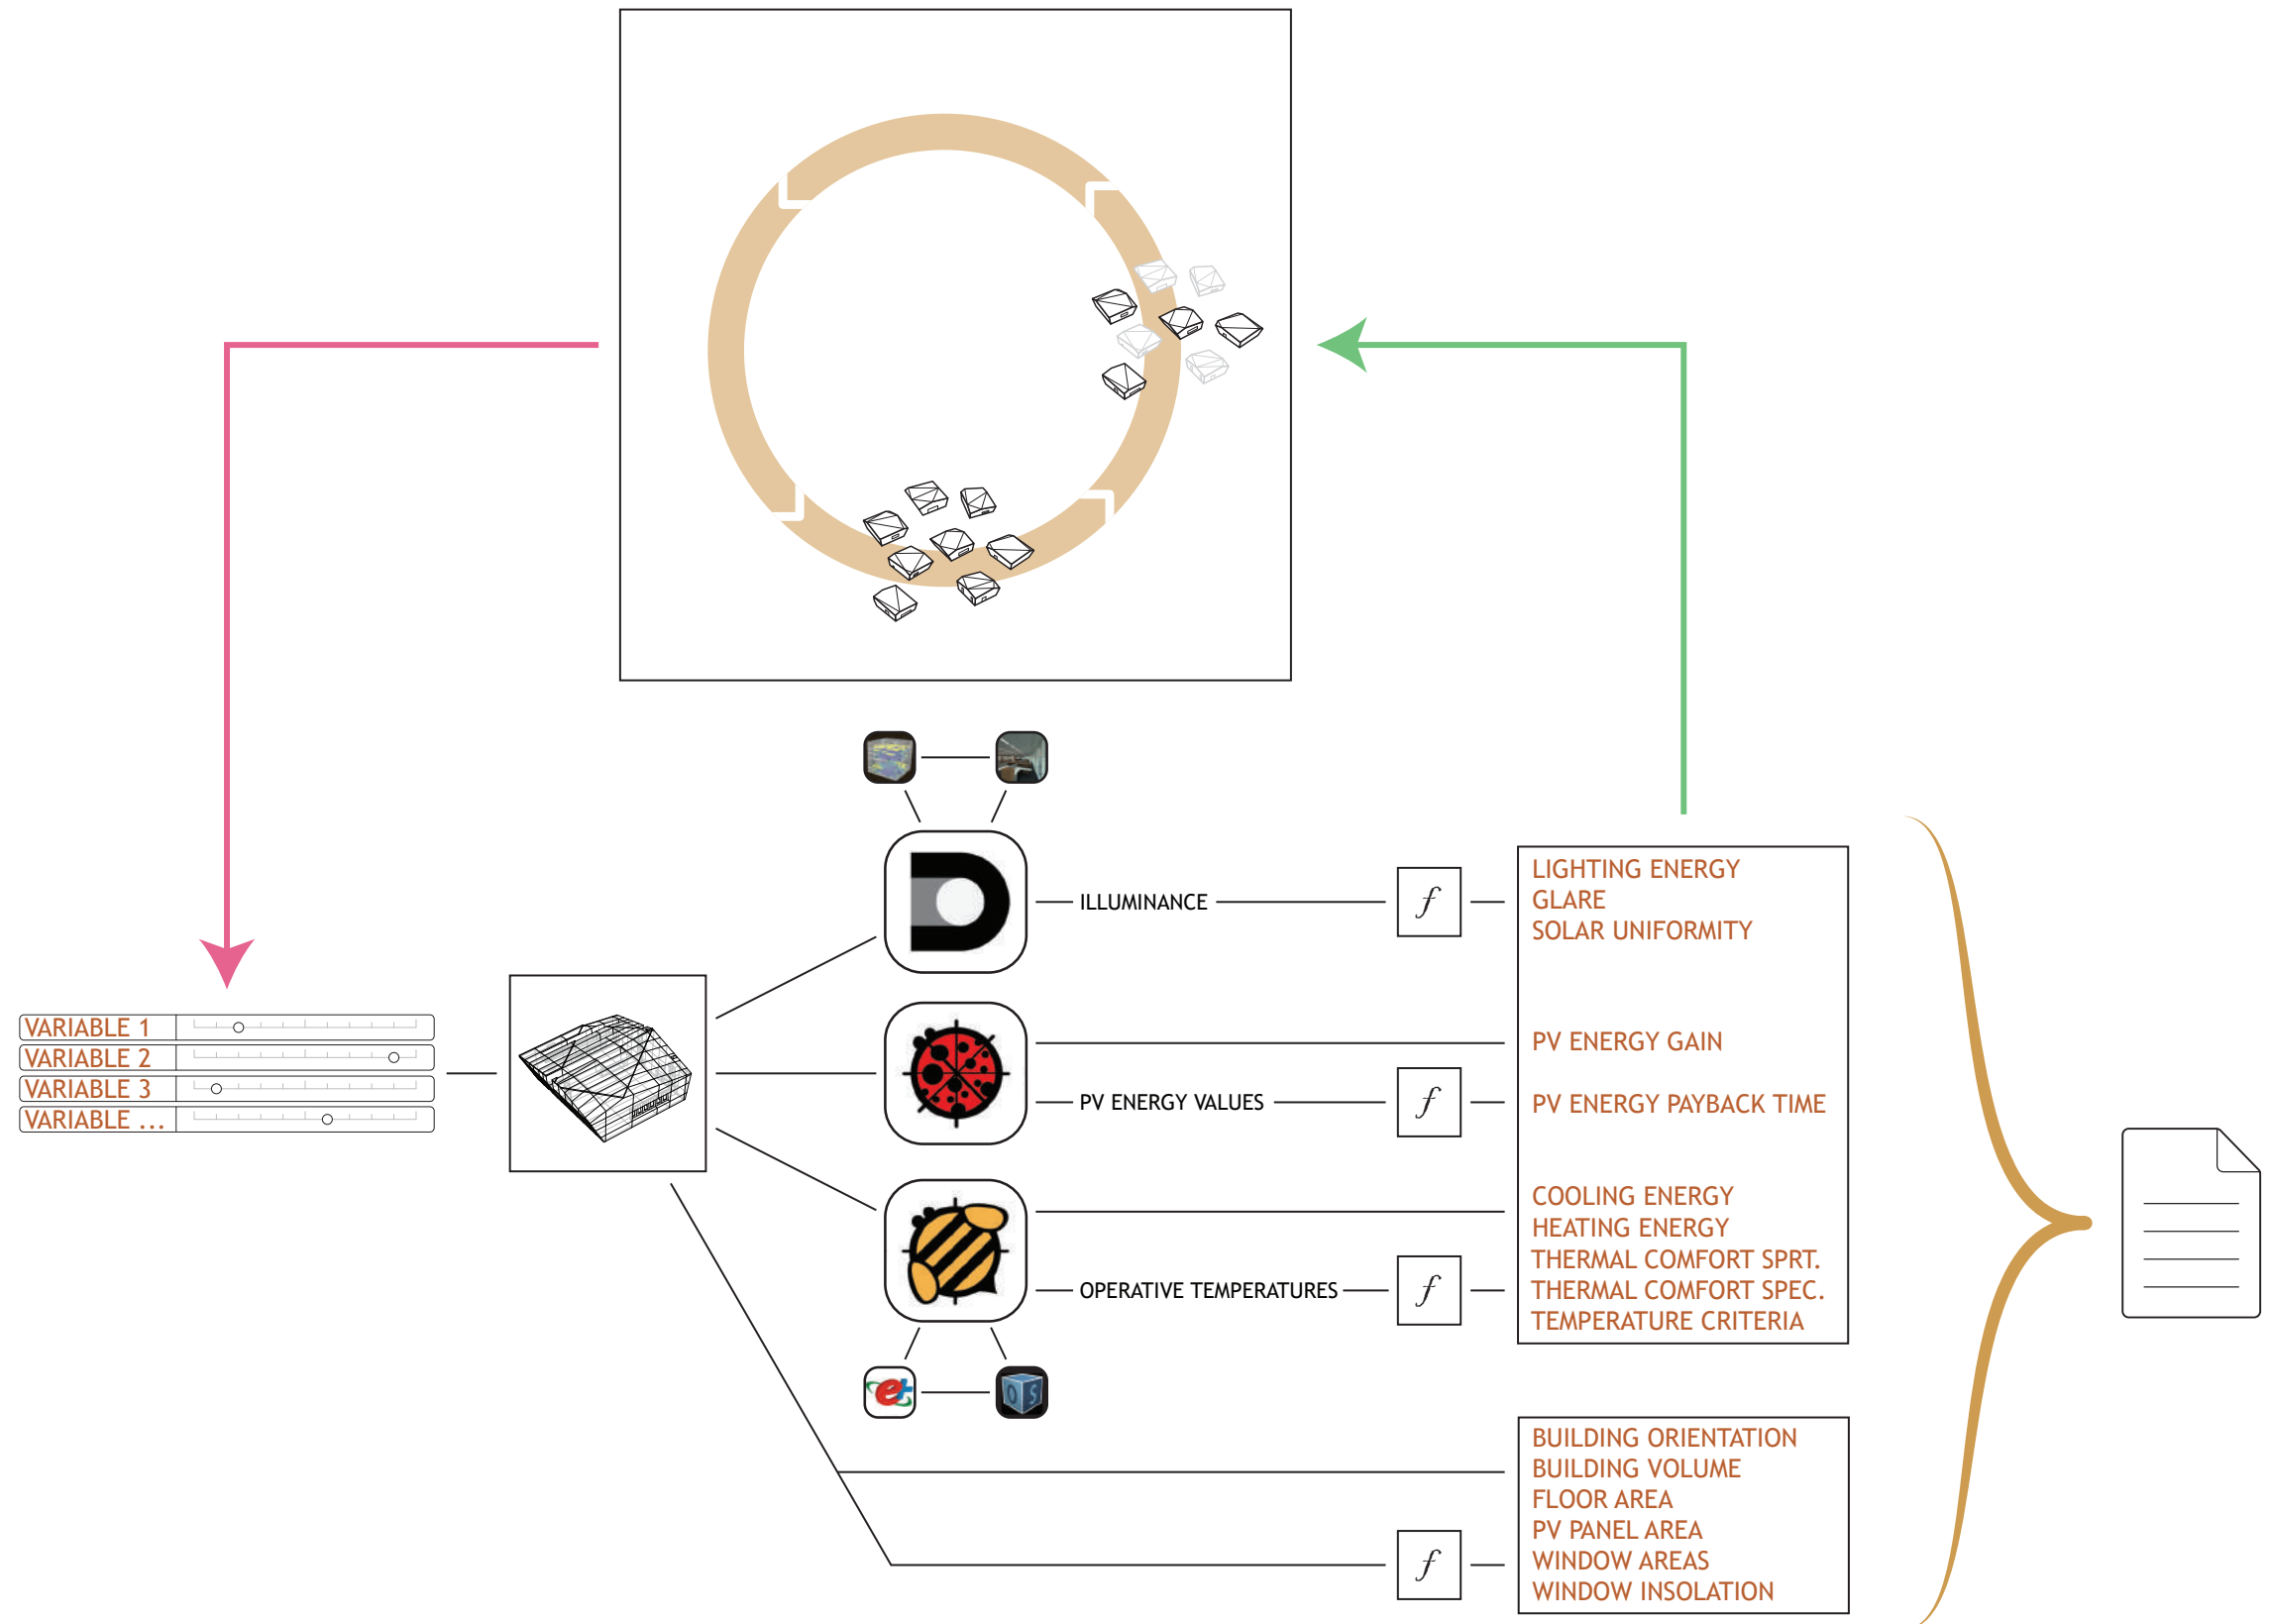 VARIABLE 1
VARIABLE 2
VARIABLE 3
VARIABLE ...
ILLUMINANCE
f
LIGHTING ENERGY
GLARE
SOLAR UNIFORMITY
PV ENERGY GAIN
PV ENERGY VALUES
f
PV ENERGY PAYBACK TIME
COOLING ENERGY
HEATING ENERGY
THERMAL COMFORT SPRT.
OPERATIVE TEMPERATURES
f
THERMAL COMFORT SPEC.
TEMPERATURE CRITERIA
et
OS
BUILDING ORIENTATION
BUILDING VOLUME
FLOOR AREA
PV PANEL AREA
f
WINDOW AREAS
WINDOW INSOLATION